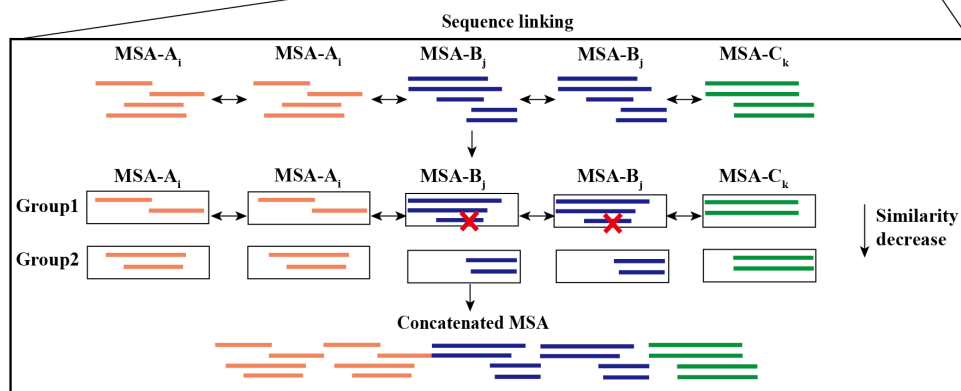 Sequence linking
MSA-Ai MSA-Ai MSA-Bj MSA-Bj MSA-Ck
MSA-Ai MSA-Ai MSA-Bj MSA-Bj MSA-Ck
Group1
Similarity
decrease
Group2
Concatenated MSA